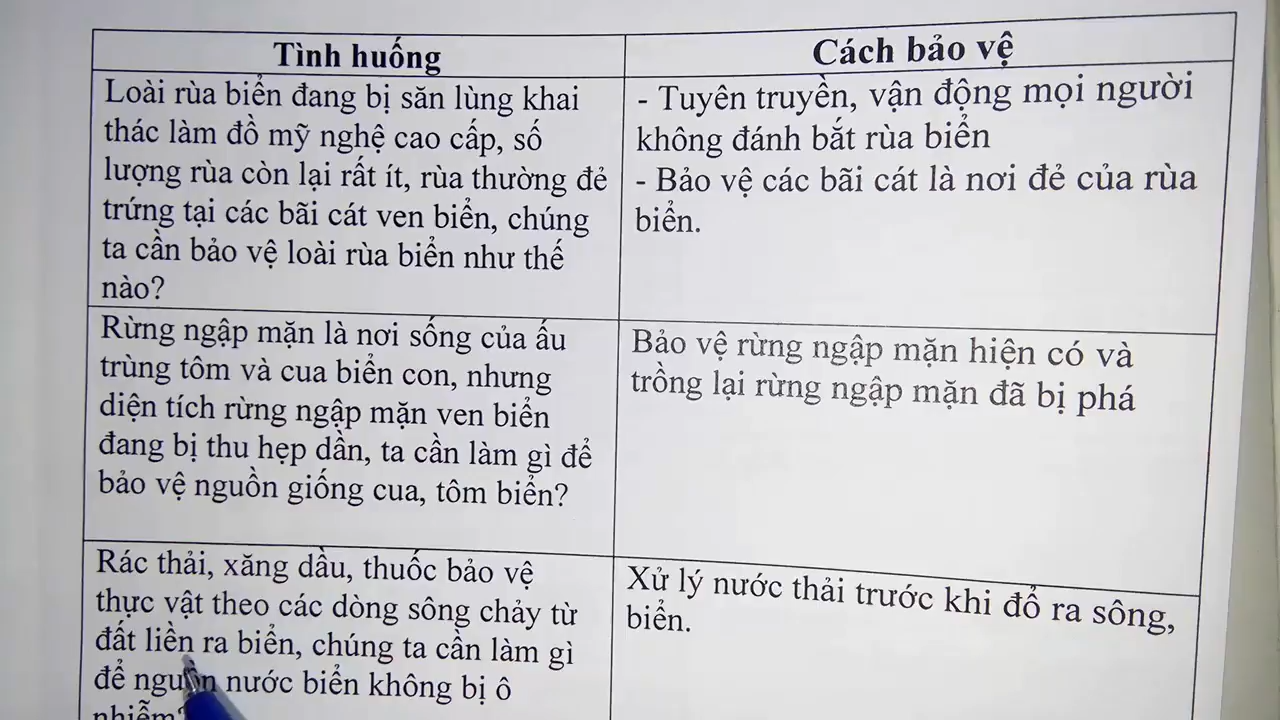 Tình huống
Cách bảo vệ
Loài rùa biển đang bị săn lùng khai
thác làm đồ mỹ nghệ cao cấp, số
lượng rùa còn lại rất ít, rùa thường đẻ
trứng tại các bãi cát ven biển, chúng
ta cần bảo vệ loài rùa biển như thế
nào?
- Tuyên truyền, vận động mọi người
không đánh bắt rùa biển
- Bảo vệ các bãi cát là nơi đẻ của rùa
biển.
Rừng ngập mặn là nơi sống của ấu
trùng tôm và cua biển con, nhưng
diện tích rừng ngập mặn ven biển
đang bị thu hẹp dần, ta cần làm gì để
bảo vệ nguồn giống cua, tôm biển?
Bảo vệ rừng ngập mặn hiện có và
trồng lại rừng ngập mặn đã bị phá
Rác thải, xăng dầu, thuốc bảo vệ
thực vật theo các dòng sông chảy từ
đất liền ra biển, chúng ta cần làm gì
để nguồn nước biển không bị ô
nhiễm?
Xử lý nước thải trước khi đổ ra sông,
biển.